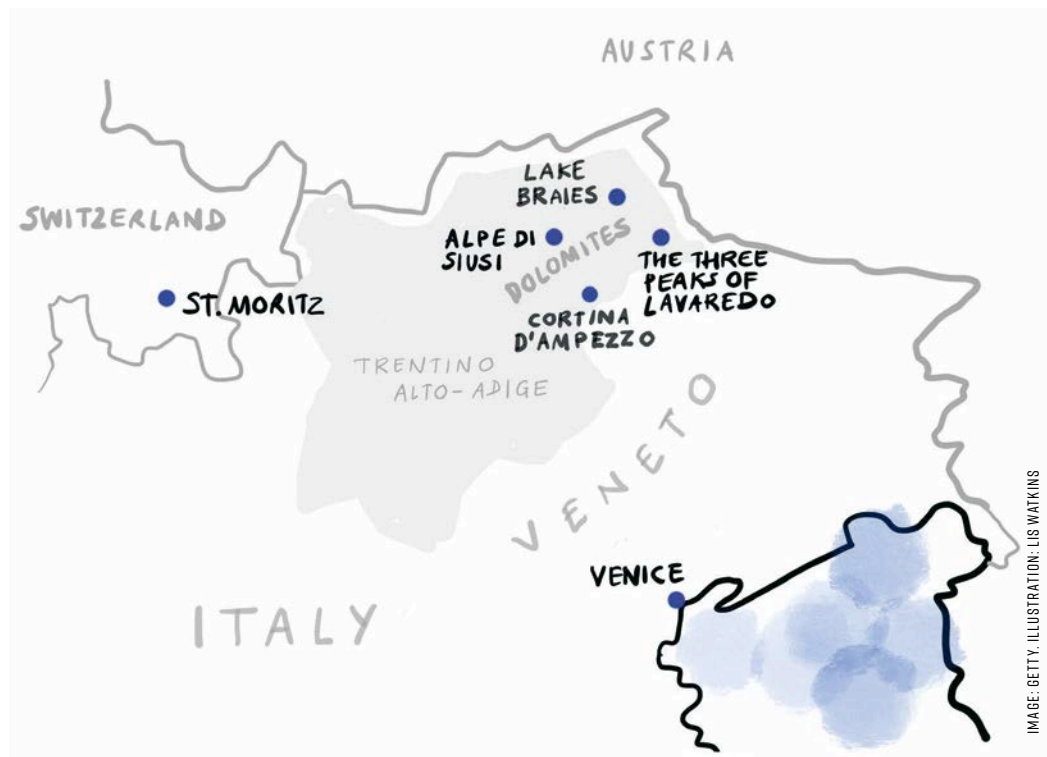 AUSTRIA
LAKE
BRAIES
SWITZERLAND
ALPE DI
SIUSI
DOLOMITES
THE THREE
PEAKS OF
LAVAREDO
ST. MORITZ
CORTINA
D'AMPEZZO
TRENTINO
ALTO-ADIGE
VENETO
VENICE
ITALY
IMAGE: GETTY. ILLUSTRATION: LIS WATKINS